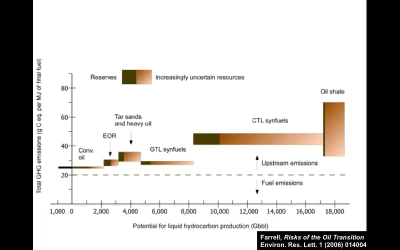 Reserves
Increasingly uncertain resources
Oil shale
Tar sands
and heavy oil
CTL synfuels
EOR
Conv.
oil
GTL synfuels
Upstream emissions
Fuel emissions
Total GHG emissions (g C eq. per MJ of final fuel)
80
60
40
20
1,000 0 2,000 4,000 6,000 8,000 10,000 12,000 14,000 16,000 18,000
Potential for liquid hydrocarbon production (Gbbl)
Farrell, Risks of the Oil Transition
Environ. Res. Lett. 1 (2006) 014004